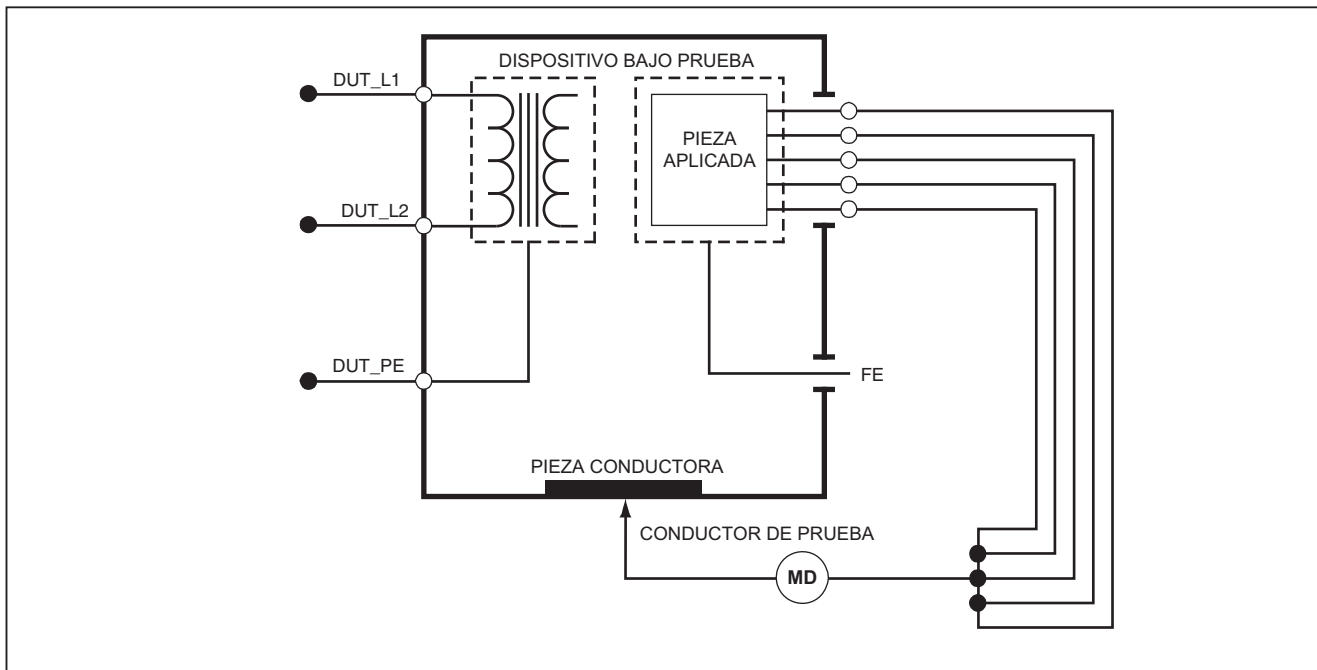 DISPOSITIVO BAJO PRUEBA
DUT_L1
PIEZA
APLICADA
DUT_L2
DUT_PE
FE
PIEZA CONDUCTORA
CONDUCTOR DE PRUEBA
MD